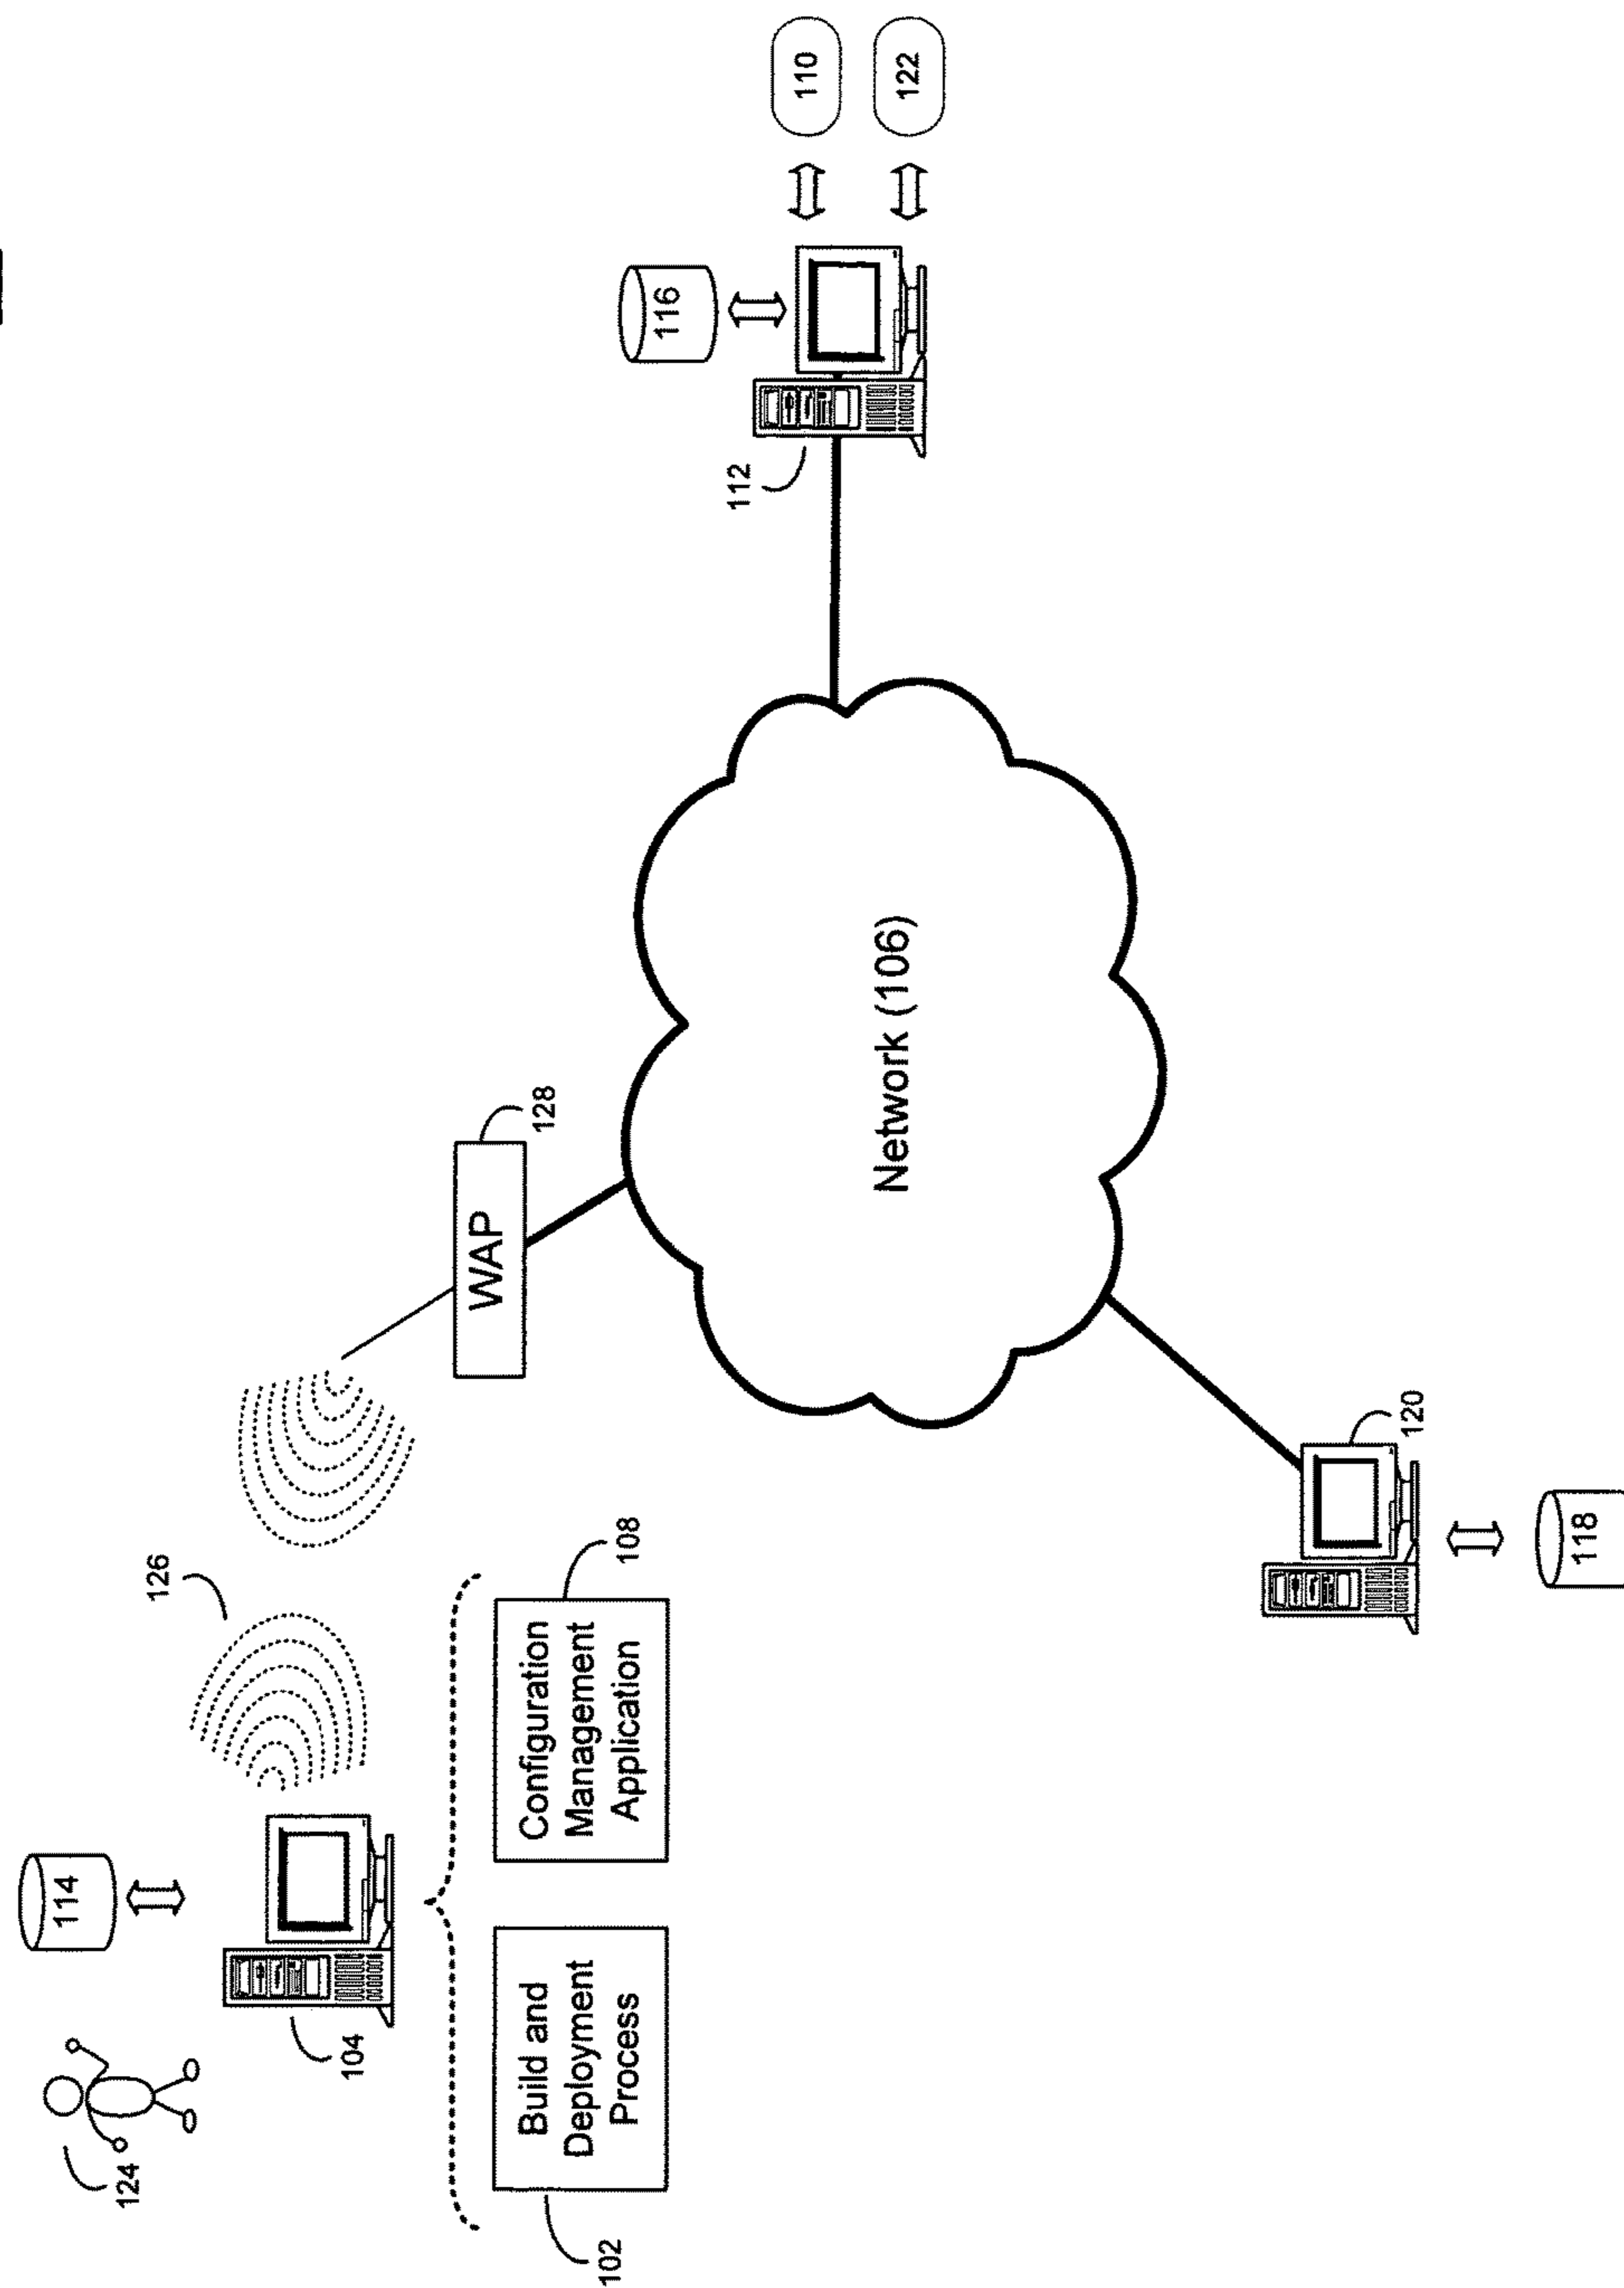 124
114
104
126
Build and
Deployment
Process
102
Configuration
Management
Application
108
WAP
128
Network (106)
116
112
110
122
120
118